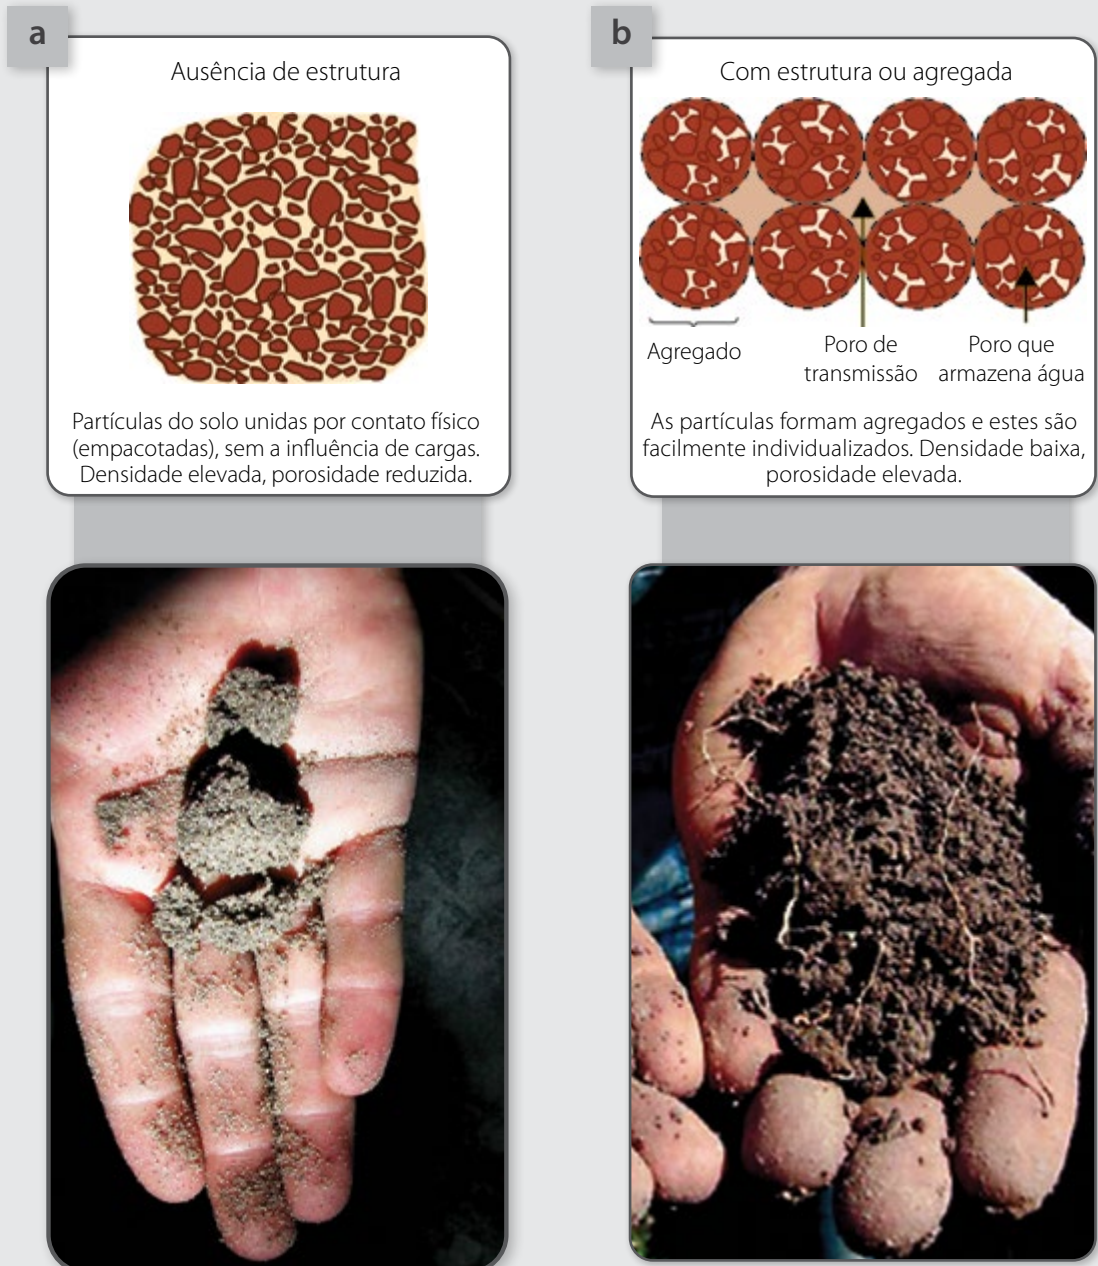 a
Ausência de estrutura
Partículas do solo unidas por contato físico
(empacotadas), sem a influência de cargas.
Densidade elevada, porosidade reduzida.
b
Com estrutura ou agregada
Agregado
Poro de
transmissão
Poro que
armazena água
As partículas formam agregados e estes são
facilmente individualizados. Densidade baixa,
porosidade elevada.